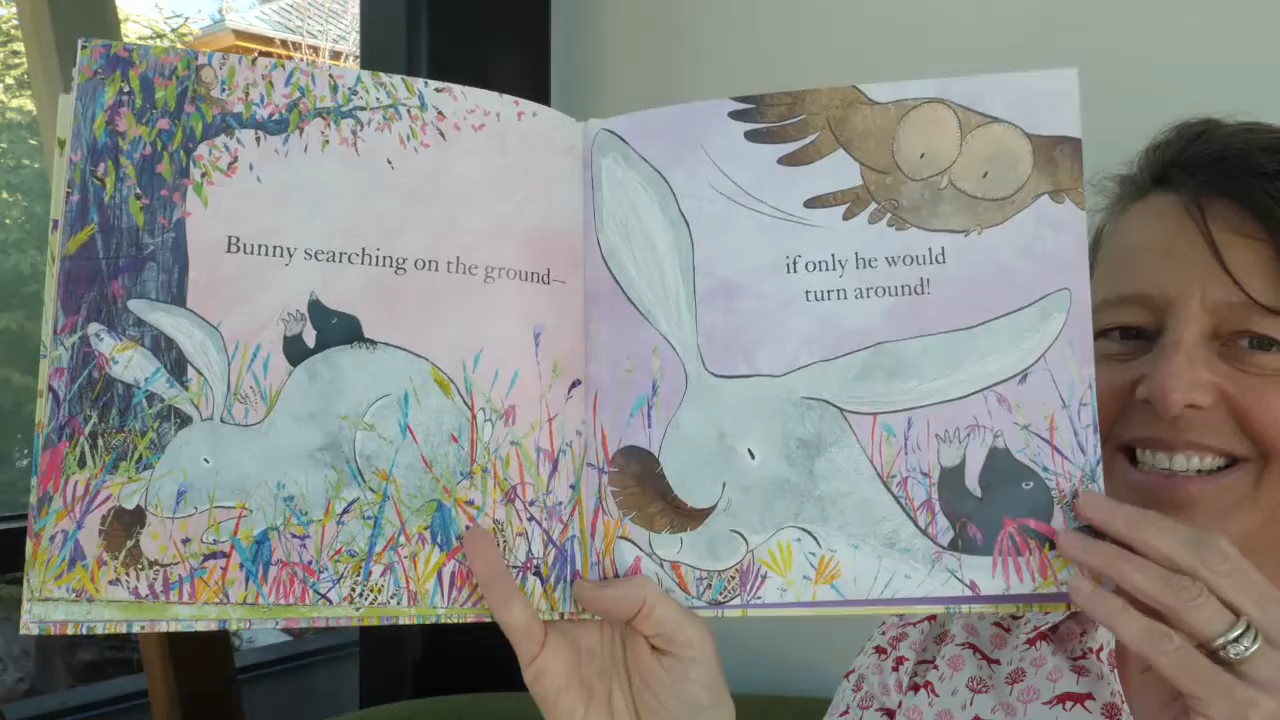 Bunny searching on the ground—
if only he would
turn around!